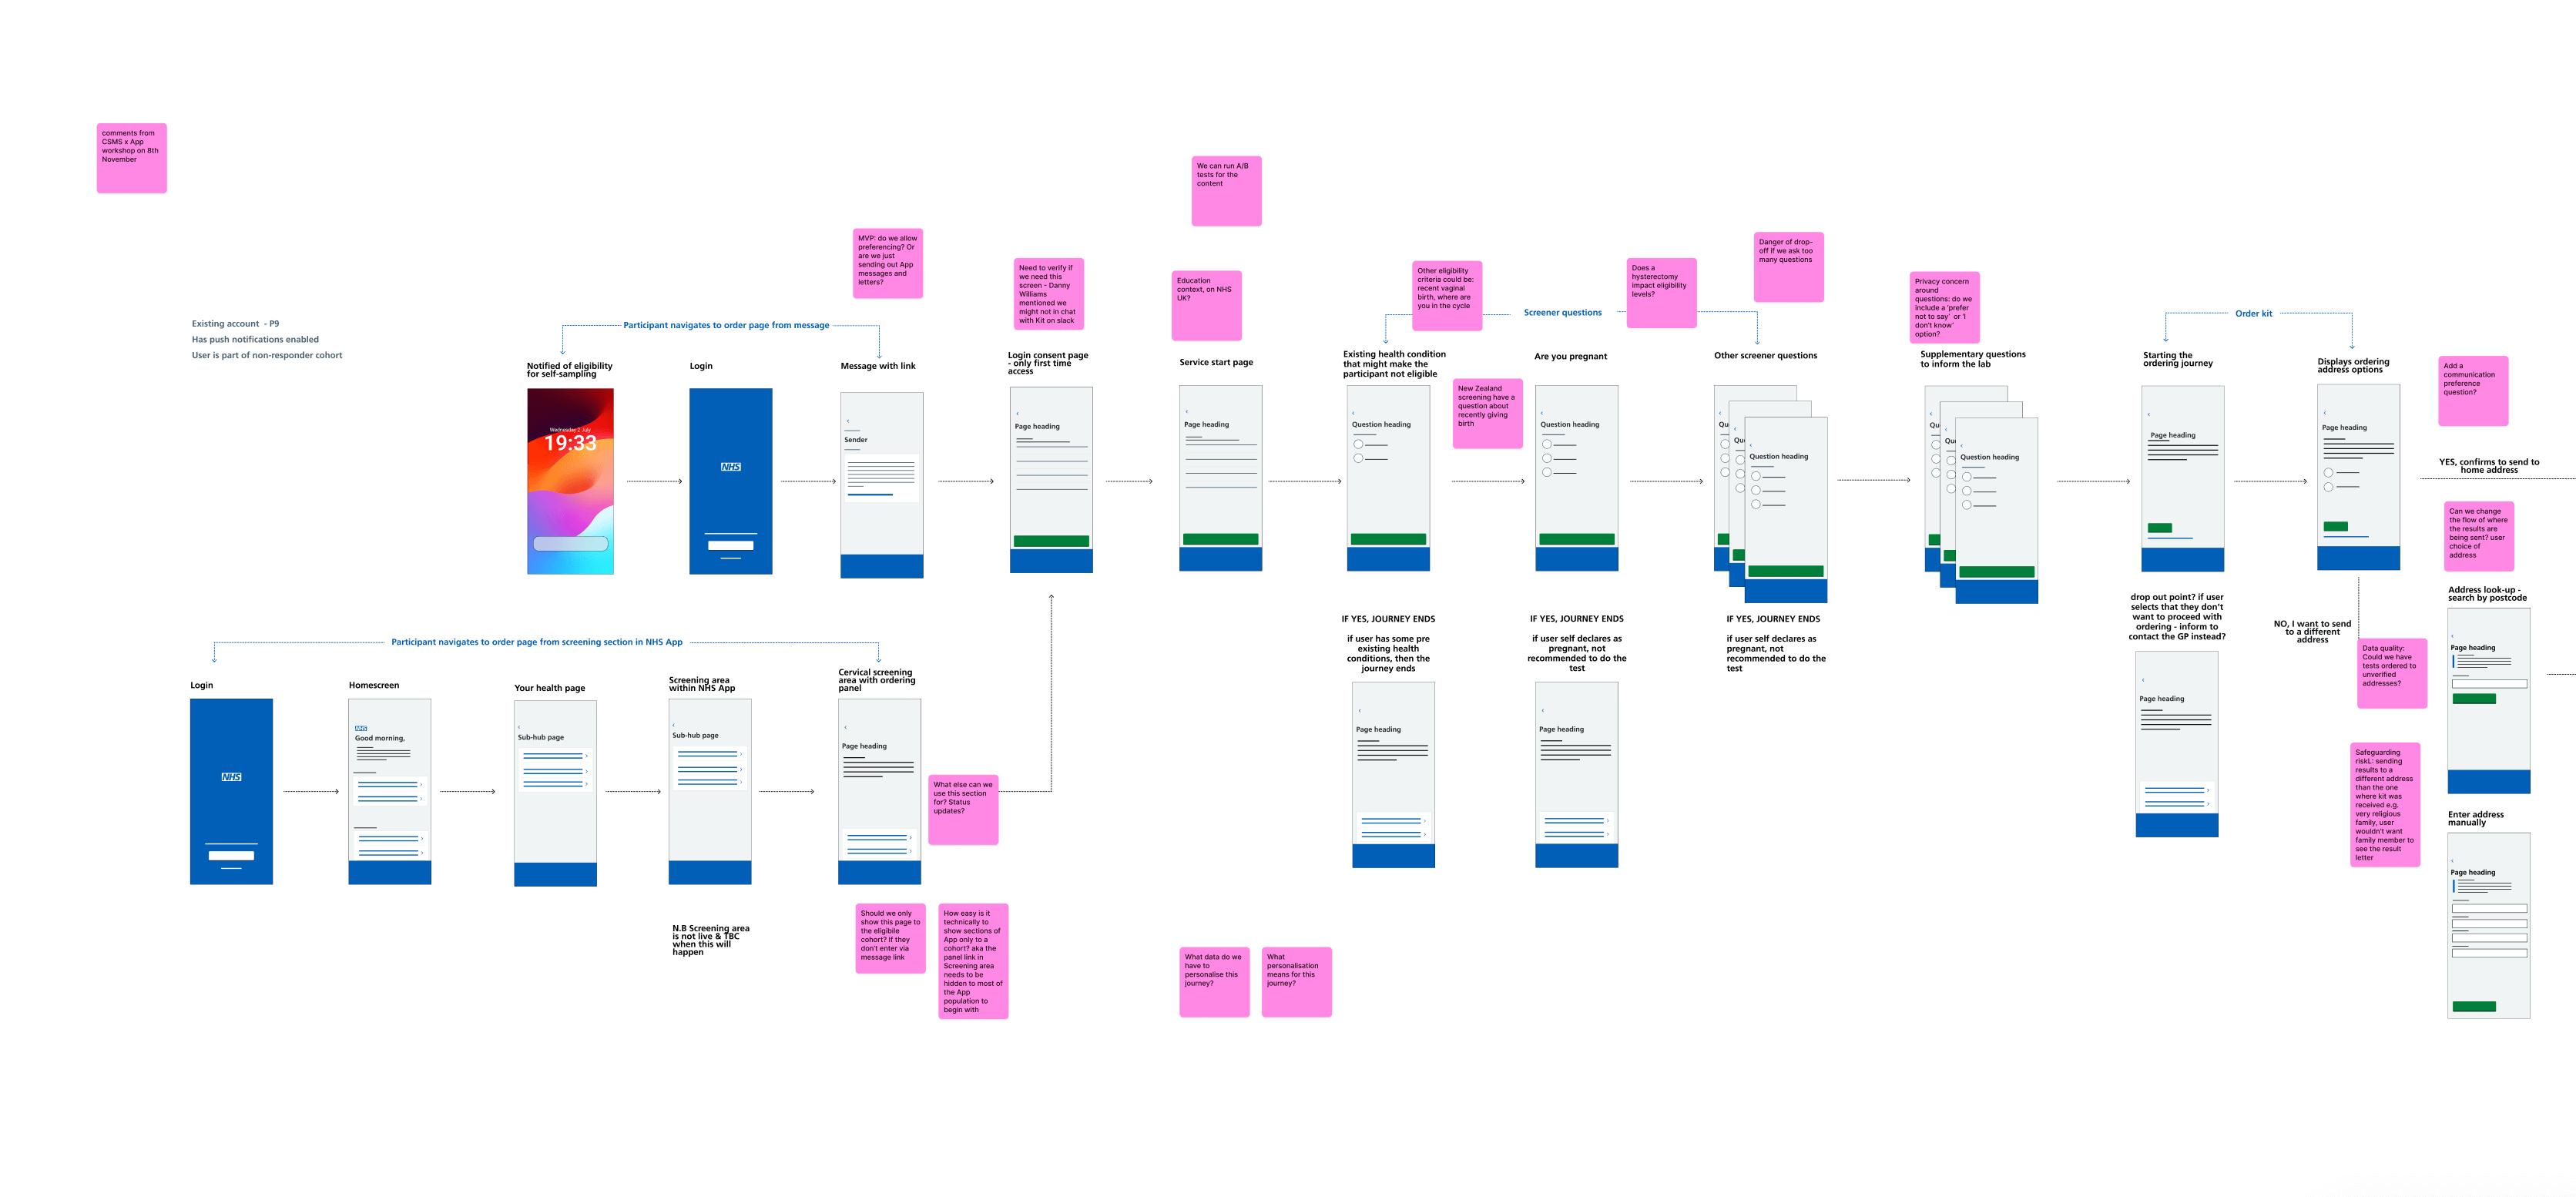 comments from
CSMS x App
workshop on 8th
November
We can run A/B
tests for the
content
MVP: do we allow
preferencing? Or
are we just
sending out App
messages and
letters?
Need to verify if
we need this
screen - Danny
Williams
mentioned we
might not in chat
with Kit on slack
Education
context, on NHS
UK?
Other eligibility
criteria could be:
recent vaginal
birth, where are
you in the cycle
Does a
hysterectomy
impact eligibility
levels?
Danger of drop-
off if we ask too
many questions
Privacy concern
around
questions: do we
include a 'prefer
not to say' or 'I
don't know'
option?
Existing account - P9
Has push notifications enabled
User is part of non-responder cohort
Participant navigates to order page from message
Screener questions
Order kit
Notified of eligibility
for self-sampling
Login
Message with link
Login consent page
- only first time
access
Service start page
Existing health condition
that might make the
participant not eligible
Are you pregnant
Other screener questions
Supplementary questions
to inform the lab
Starting the
ordering journey
Displays ordering
address options
Add a
communication
preference
question?
New Zealand
screening have a
question about
recently giving
birth
Wednesday 2 July
19:33
NHS
Sender
Page heading
Page heading
Question heading
Question heading
Qu
Qu
Question heading
Qu
Qu
Question heading
Page heading
Page heading
YES, confirms to send to
home address
Can we change
the flow of where
the results are
being sent? user
choice of
address
IF YES, JOURNEY ENDS
if user has some pre
existing health
conditions, then the
journey ends
IF YES, JOURNEY ENDS
if user self declares as
pregnant, not
recommended to do the
test
IF YES, JOURNEY ENDS
if user self declares as
pregnant, not
recommended to do the
test
drop out point? if user
selects that they don't
want to proceed with
ordering - inform to
contact the GP instead?
NO, I want to send
to a different
address
Address look-up -
search by postcode
Data quality:
Could we have
tests ordered to
unverified
addresses?
Page heading
Participant navigates to order page from screening section in NHS App
Login
Homescreen
Your health page
Screening area
within NHS App
Cervical screening
area with ordering
panel
NHS
NHS
Good morning,
Sub-hub page
Sub-hub page
Page heading
Page heading
Page heading
Page heading
What else can we
use this section
for? Status
updates?
Safeguarding
riskL: sending
results to a
different address
than the one
where kit was
received e.g.
very religious
family, user
wouldn't want
family member to
see the result
letter
Enter address
manually
Page heading
N.B Screening area
is not live & TBC
when this will
happen
Should we only
show this page to
the eligibile
cohort? If they
don't enter via
message link
How easy is it
technically to
show sections of
App only to a
cohort? aka the
panel link in
Screening area
needs to be
hidden to most of
the App
population to
begin with
What data do we
have to
personalise this
journey?
What
personalisation
means for this
journey?